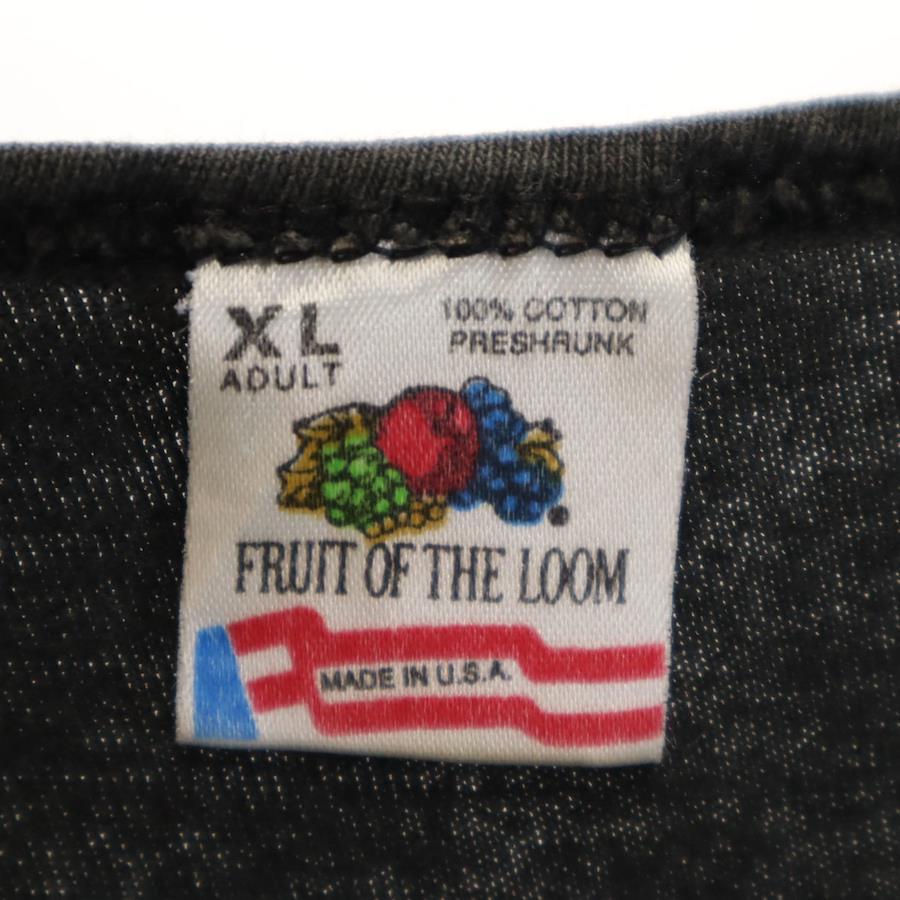 XL
ADULT
100% COTTON
PRESHRUNK
FRUIT OF THE LOOM
MADE IN U.S.A.